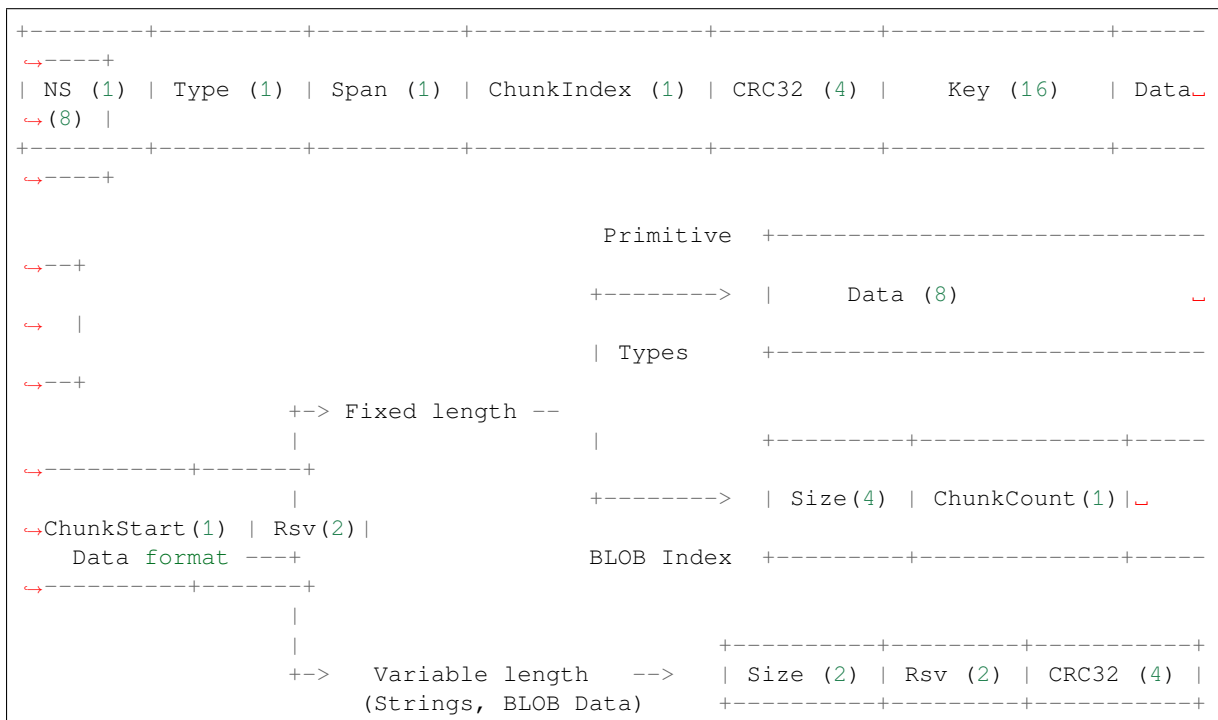 +--------+----------+----------+----------------+-----------+---------------+------
↪----+
| NS (1) | Type (1) | Span (1) | ChunkIndex (1) | CRC32 (4) |    Key (16)   | Data␣
↪(8) |
+--------+----------+----------+----------------+-----------+---------------+------
↪----+
                                        Primitive  +------------------------------
↪--+
                                       +-------->  |     Data (8)                ␣
↪  |
                                       | Types     +------------------------------
↪--+
                   +-> Fixed length --
                   |                   |           +---------+--------------+-----
↪----------+-------+
                   |                   +-------->  | Size(4) | ChunkCount(1)|␣
↪ChunkStart(1) | Rsv(2)|
    Data format ---+                   BLOB Index  +---------+--------------+-----
↪----------+-------+
                   |
                   |                             +----------+---------+-----------+
                   +->   Variable length   -->   | Size (2) | Rsv (2) | CRC32 (4) |
                        (Strings, BLOB Data)     +----------+---------+-----------+